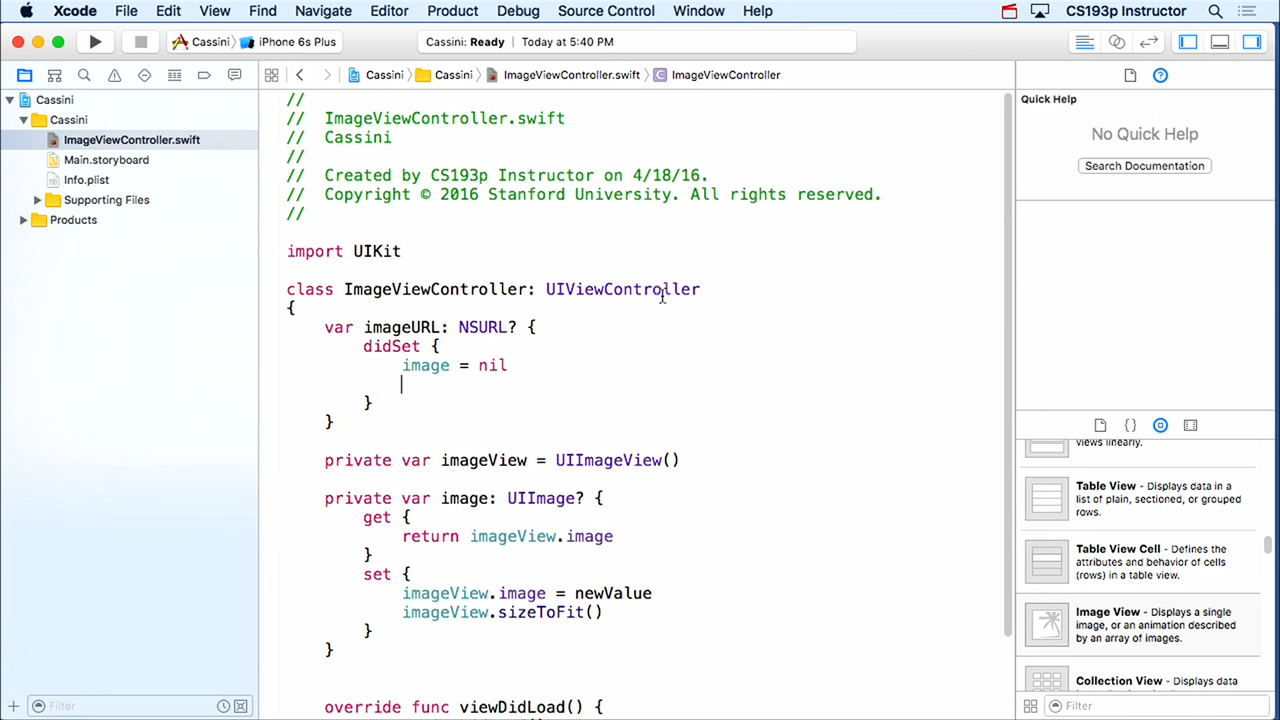 Xcode File Edit View Find Navigate Editor Product Debug Source Control Window Help CS193p Instructor
Cassini iPhone 6s Plus Cassini: Ready Today at 5:40 PM
Cassini Cassini ImageViewController.swift ImageViewController
Cassini
Cassini
ImageViewController.swift
Main.storyboard
Info.plist
Supporting Files
Products
Filter
//
// ImageViewController.swift
// Cassini
//
// Created by CS193p Instructor on 4/18/16.
// Copyright © 2016 Stanford University. All rights reserved.
//
import UIKit
class ImageViewController: UIViewController
{
var imageURL: NSURL? {
didSet {
image = nil
}
}
private var imageView = UIImageView()
private var image: UIImage? {
get {
return imageView.image
}
set {
imageView.image = newValue
imageView.sizeToFit()
}
}
override func viewDidLoad() {
Quick Help
No Quick Help
Search Documentation
views linearly.
Table View - Displays data in a
list of plain, sectioned, or grouped
rows.
Table View Cell - Defines the
attributes and behavior of cells
(rows) in a table view.
Image View - Displays a single
image, or an animation described
by an array of images.
Collection View - Displays data
Filter